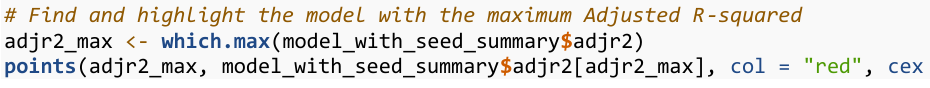 # Find and highlight the model with the maximum Adjusted R-squared
adjr2_max <- which.max(model_with_seed_summary$adjr2)
points(adjr2_max, model_with_seed_summary$adjr2[adjr2_max], col = "red", cex